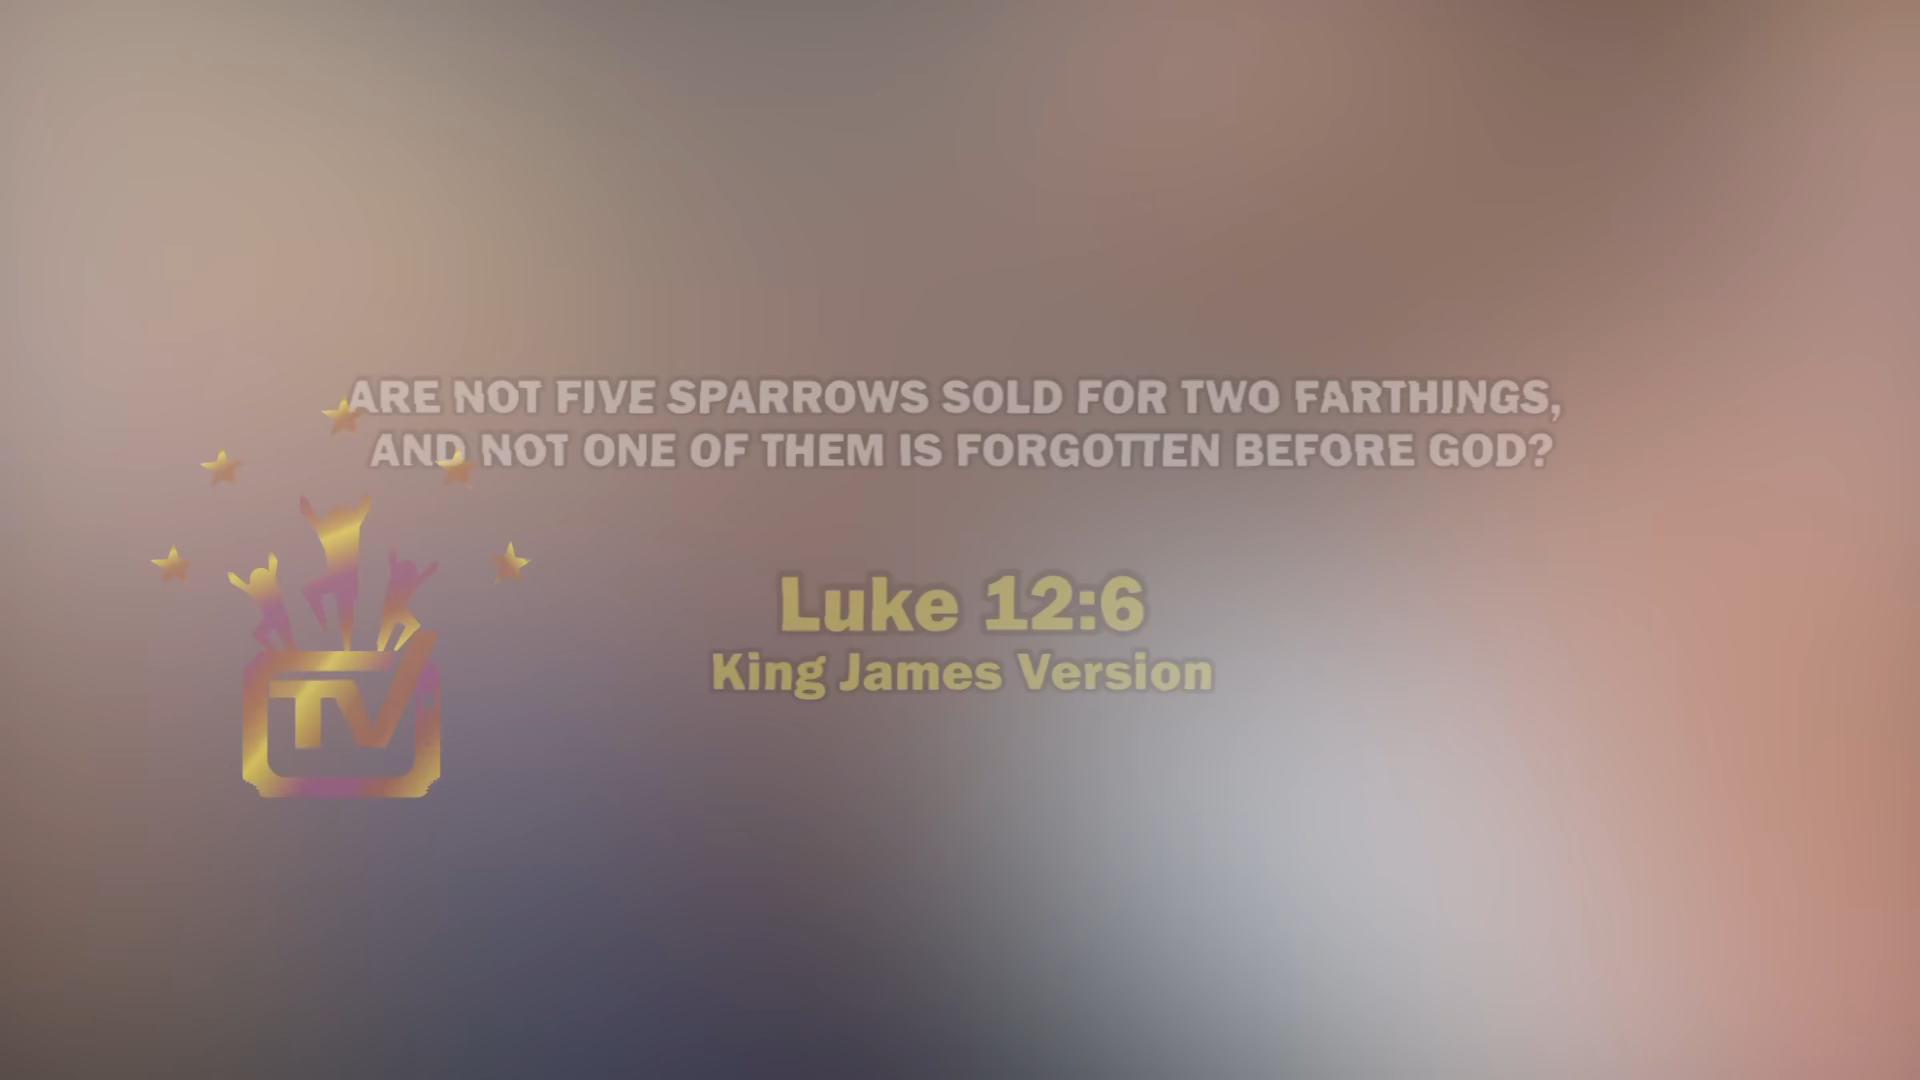 ARE NOT FIVE SPARROWS SOLD FOR TWO FARTHINGS,
AND NOT ONE OF THEM IS FORGOTTEN BEFORE GOD?
Luke 12:6
King James Version
TV